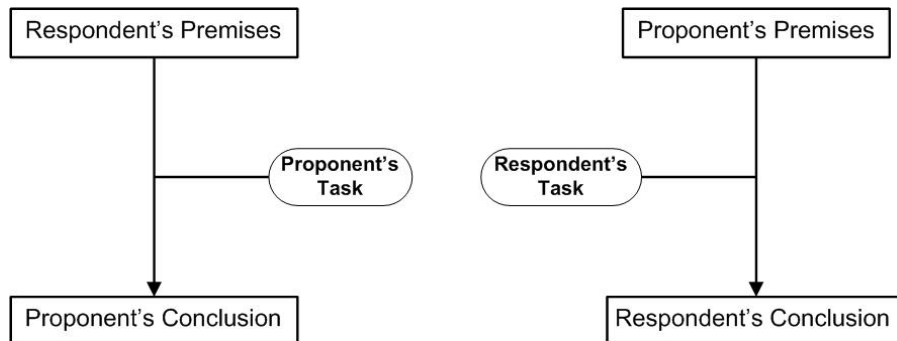 Respondent's Premises
Proponent's Premises
Proponent's
Task
Respondent's
Task
Proponent's Conclusion
Respondent's Conclusion